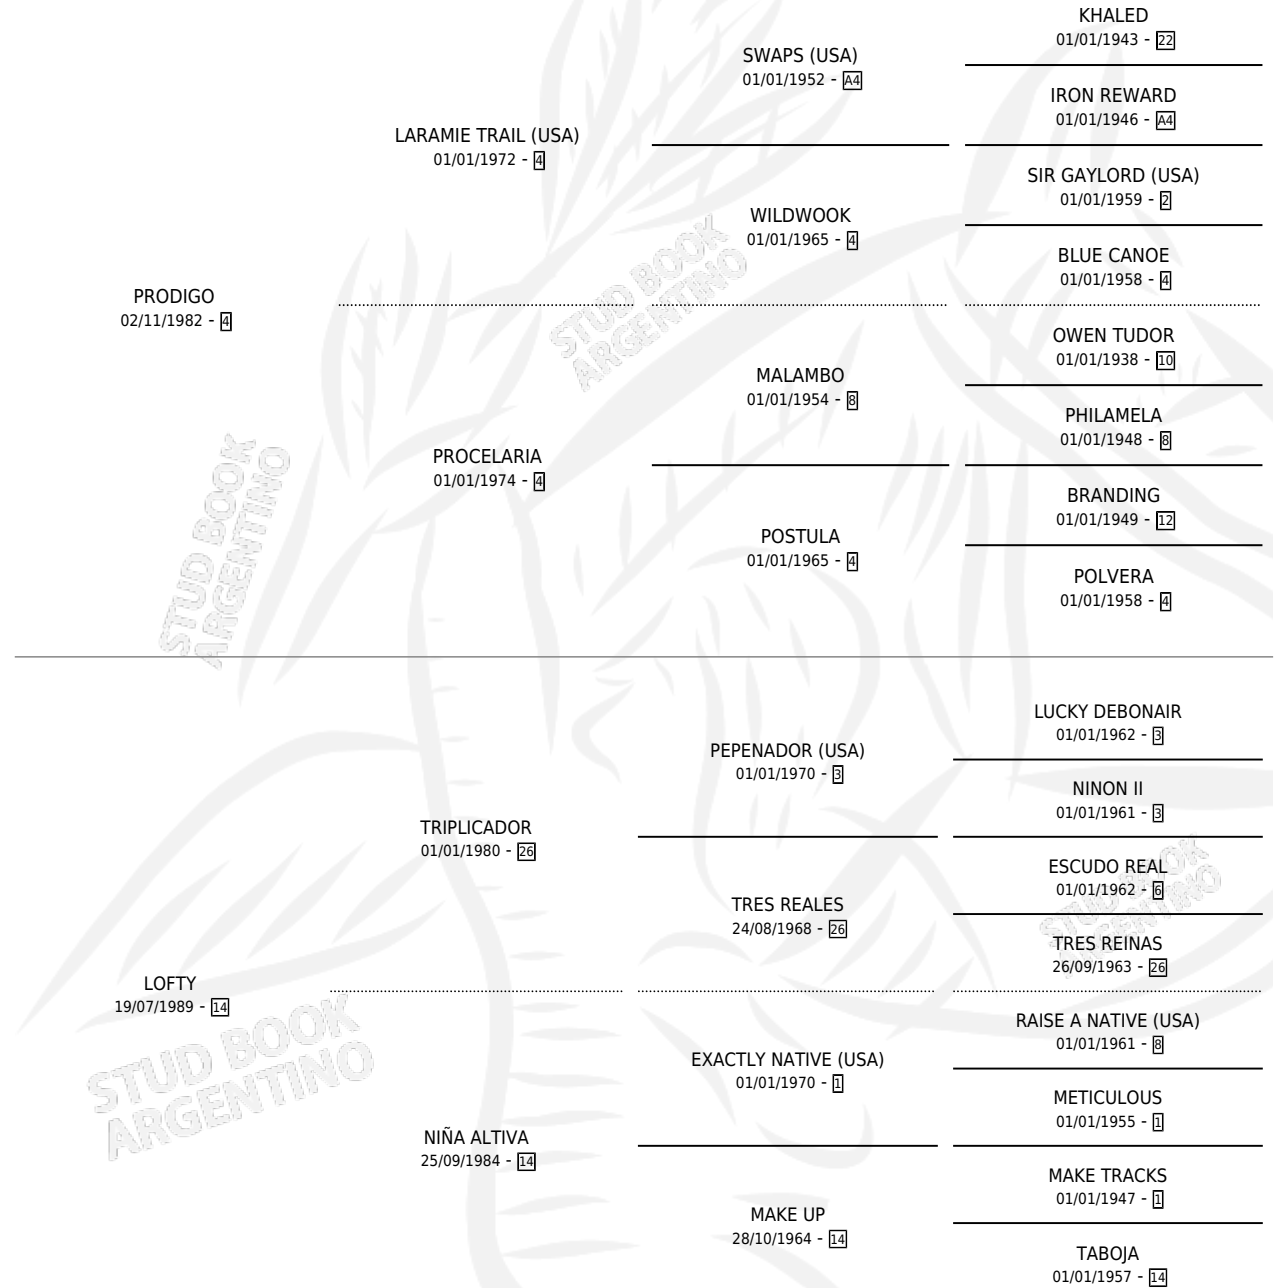 KHALED
01/01/1943 - 22
SWAPS (USA)
01/01/1952 - A4
IRON REWARD
01/01/1946 - A4
LARAMIE TRAIL (USA)
01/01/1972 - 4
SIR GAYLORD (USA)
01/01/1959 - 2
WILDWOOK
01/01/1965 - 4
BLUE CANOE
01/01/1958 - 4
PRODIGO
02/11/1982 - 4
STUD BOOK
ARGENTINO
OWEN TUDOR
01/01/1938 - 10
MALAMBO
01/01/1954 - 8
PHILAMELA
01/01/1948 - 8
PROCELARIA
01/01/1974 - 4
BRANDING
01/01/1949 - 12
POSTULA
01/01/1965 - 4
POLVERA
01/01/1958 - 4
STUD BOOK
ARGENTINO
LUCKY DEBONAIR
01/01/1962 - 3
PEPENADOR (USA)
01/01/1970 - 3
NINON II
01/01/1961 - 3
TRIPLICADOR
01/01/1980 - 26
ESCUDO REAL
01/01/1962 - 6
TRES REALES
24/08/1968 - 26
STUD BOOK
ARGENTINO
TRES REINAS
26/09/1963 - 26
LOFTY
19/07/1989 - 14
RAISE A NATIVE (USA)
01/01/1961 - 8
STUD BOOK
ARGENTINO
EXACTLY NATIVE (USA)
01/01/1970 - 1
METICULOUS
01/01/1955 - 1
NIÑA ALTIVA
25/09/1984 - 14
MAKE TRACKS
01/01/1947 - 1
MAKE UP
28/10/1964 - 14
TABOJA
01/01/1957 - 14